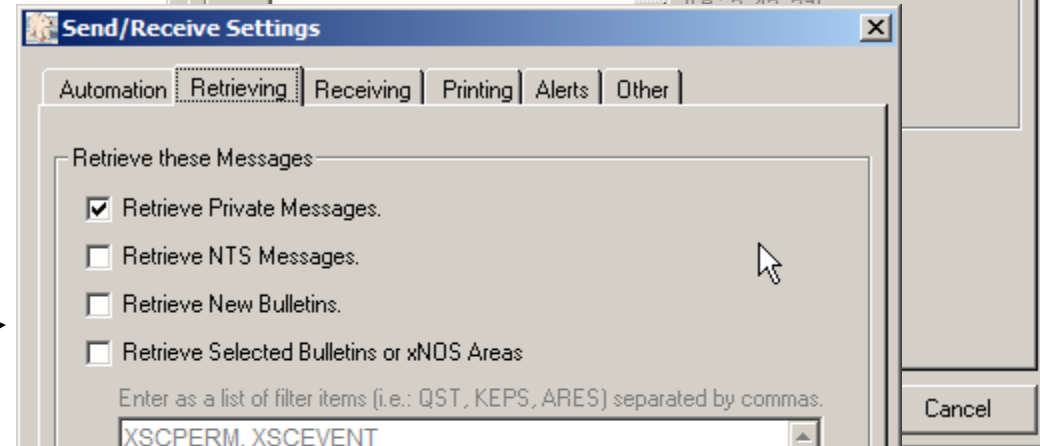 Send/Receive Settings
Automation Retrieving Receiving Printing Alerts Other
Retrieve these Messages
Retrieve Private Messages.
Retrieve NTS Messages.
Retrieve New Bulletins.
Retrieve Selected Bulletins or xNOS Areas
Enter as a list of filter items (i.e.: QST, KEPS, ARES) separated by commas.
XSCPERM, XSCEVENT
Cancel